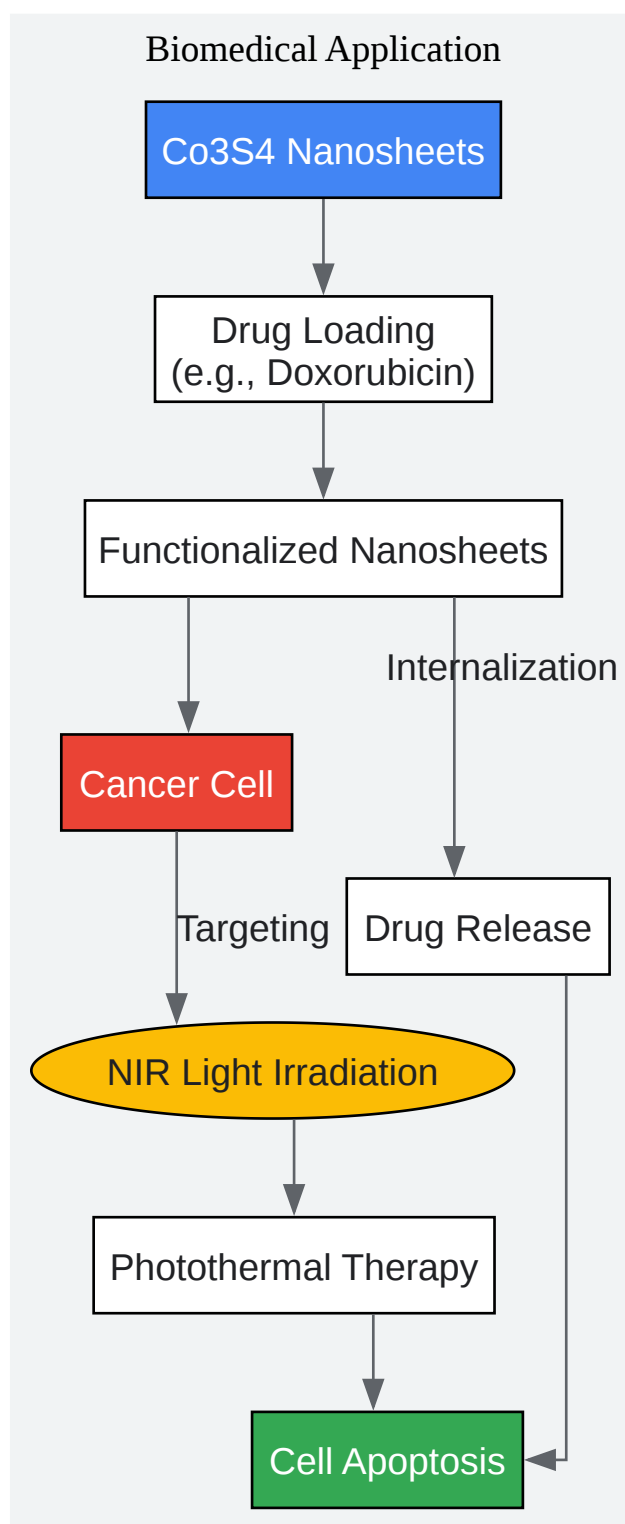 Biomedical Application
Co3S4 Nanosheets
Drug Loading
(e.g., Doxorubicin)
Functionalized Nanosheets
Internalization
Cancer Cell
Targeting
Drug Release
NIR Light Irradiation
Photothermal Therapy
Cell Apoptosis